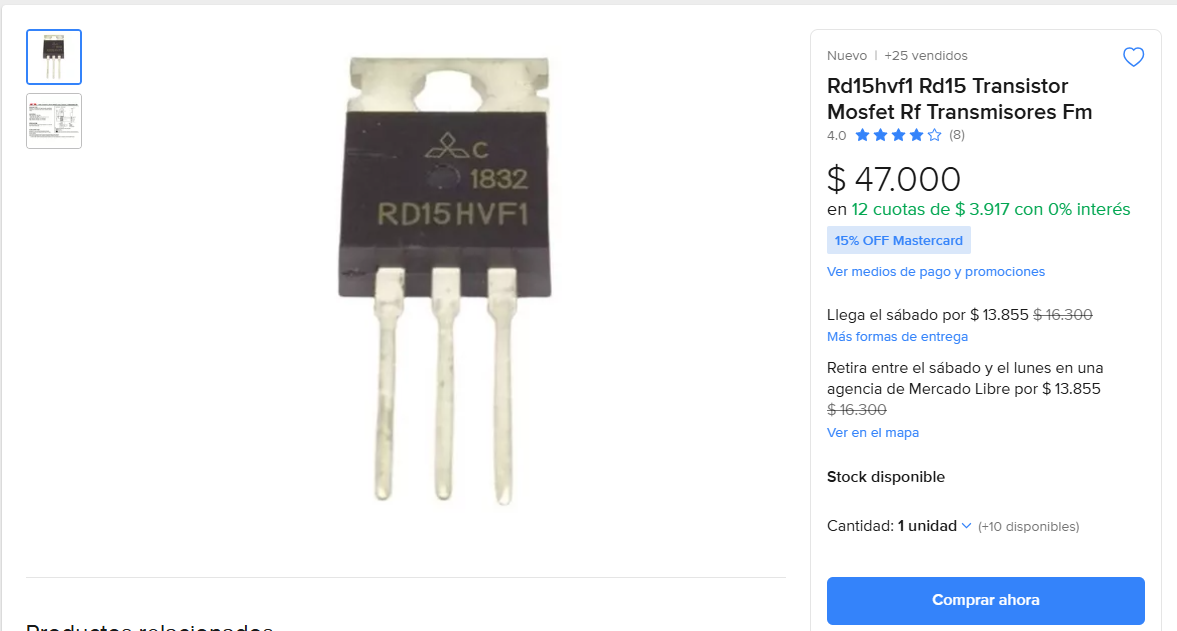 C
1832
RD15HVF1
Nuevo | +25 vendidos
Rd15hvf1 Rd15 Transistor
Mosfet Rf Transmisores Fm
4.0 (8)
$ 47.000
en 12 cuotas de $ 3.917 con 0% interés
15% OFF Mastercard
Ver medios de pago y promociones
Llega el sábado por $ 13.855 $ 16.300
Más formas de entrega
Retira entre el sábado y el lunes en una
agencia de Mercado Libre por $ 13.855
$ 16.300
Ver en el mapa
Stock disponible
Cantidad: 1 unidad (+10 disponibles)
Comprar ahora
Productos relacionados